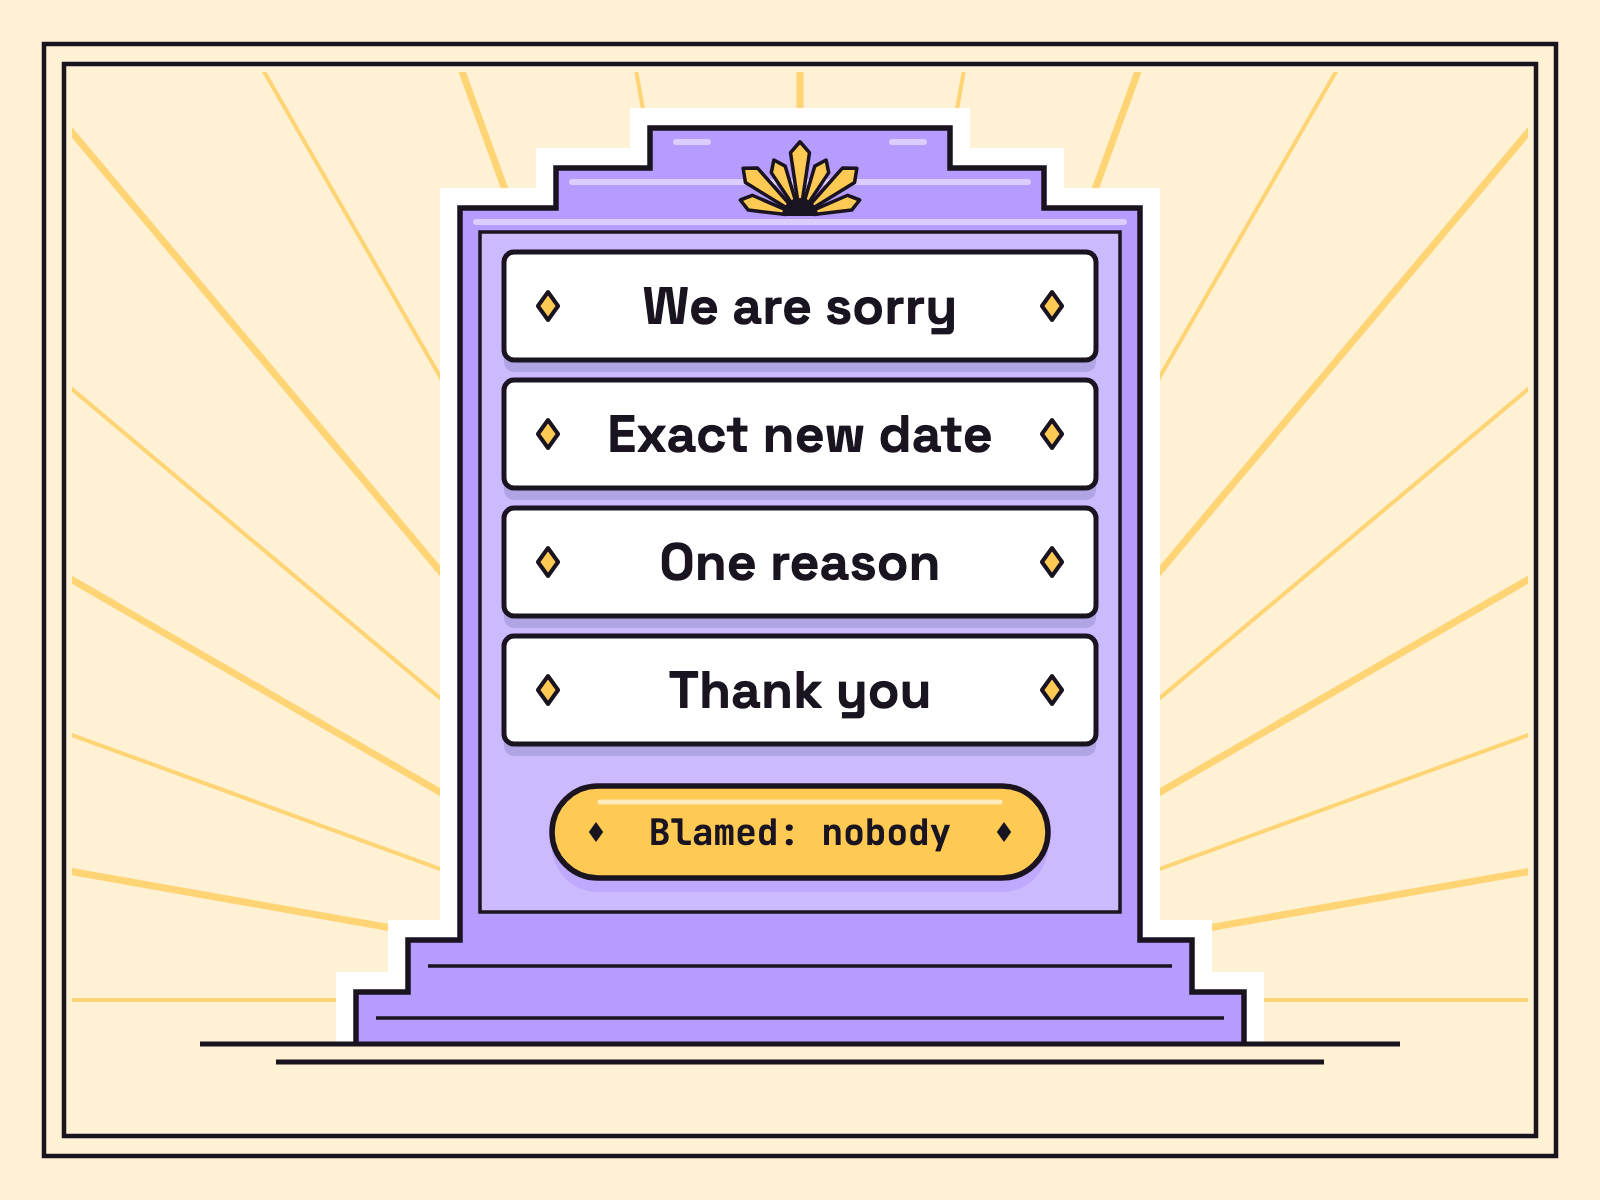 We are sorry
Exact new date
One reason
Thank you
Blamed: nobody